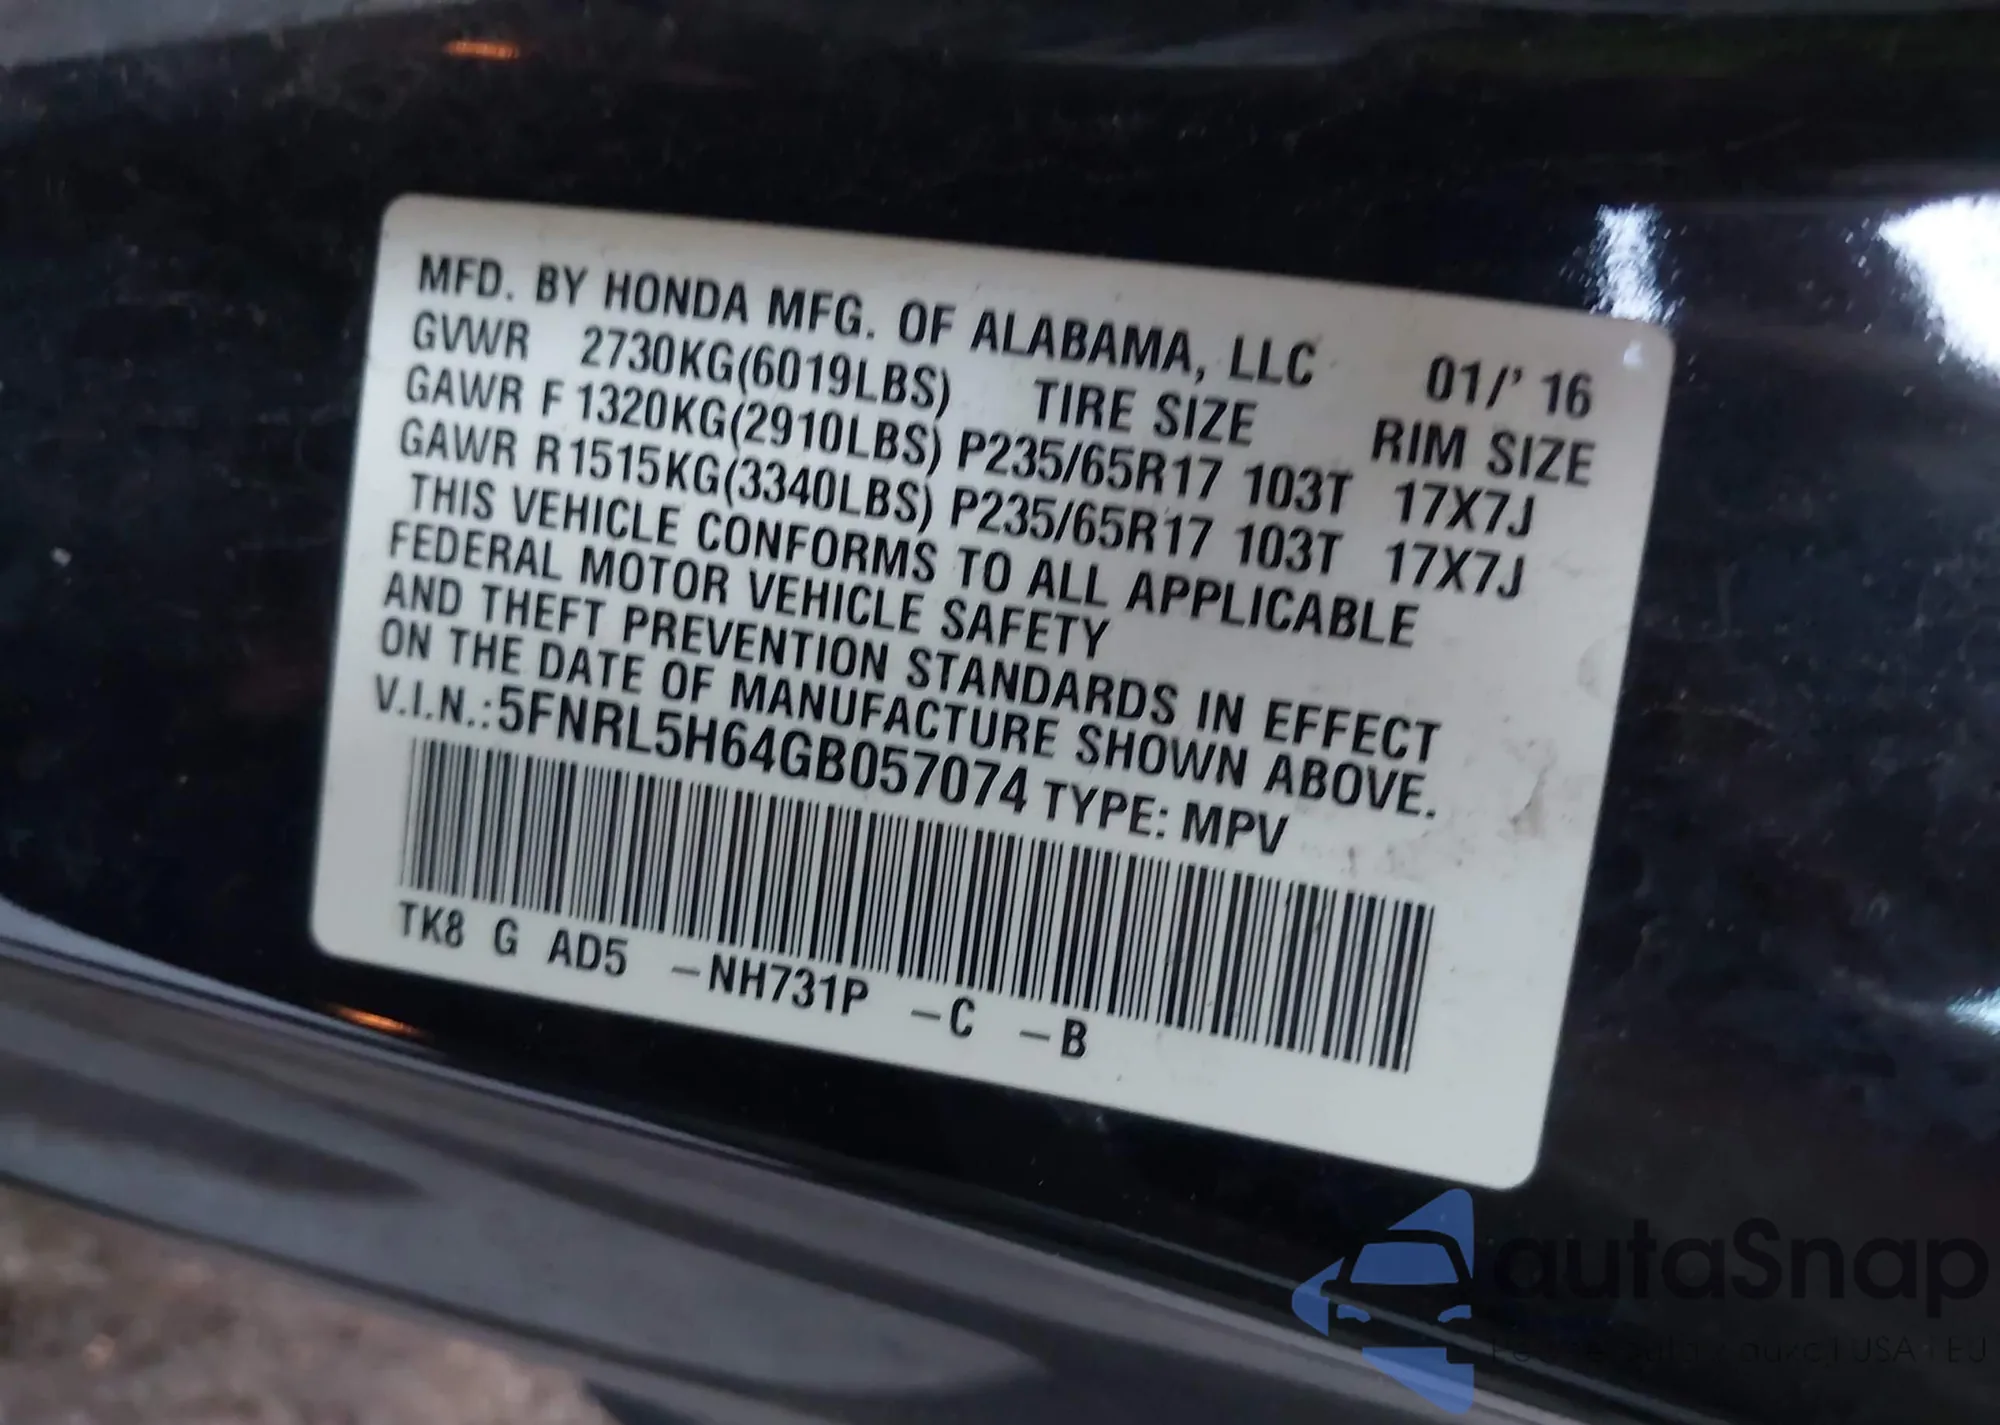 MFD. BY HONDA MFG. OF ALABAMA, LLC 01/' 16
GVWR 2730KG(6019LBS) TIRE SIZE RIM SIZE
GAWR F 1320KG(2910LBS) P235/65R17 103T 17X7J
GAWR R 1515KG(3340LBS) P235/65R17 103T 17X7J
THIS VEHICLE CONFORMS TO ALL APPLICABLE
FEDERAL MOTOR VEHICLE SAFETY
AND THEFT PREVENTION STANDARDS IN EFFECT
ON THE DATE OF MANUFACTURE SHOWN ABOVE.
V.I.N.:5FNRL5H64GB057074 TYPE: MPV
TK8 G AD5 –NH731P –C –B
autaSnap
USA i EU